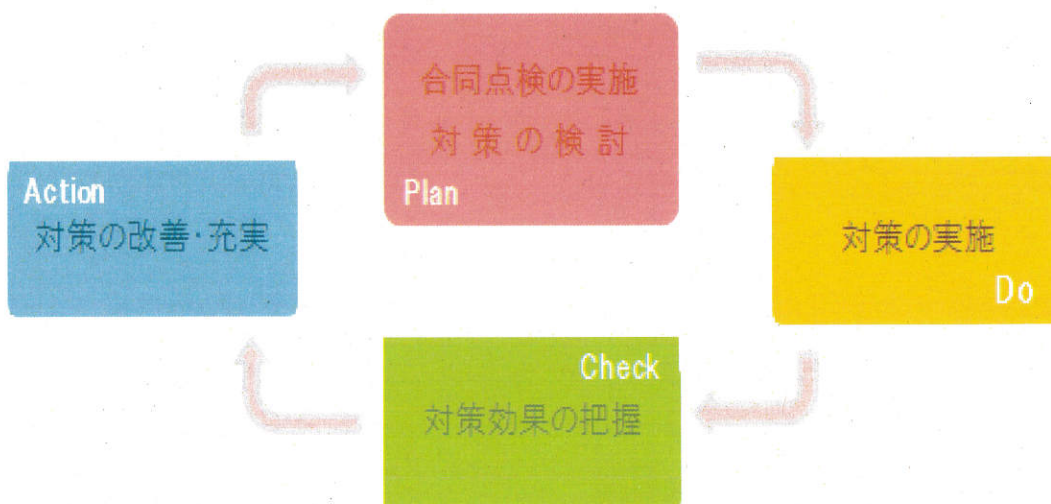 合同点検の実施
対策の検討
Plan
Action
対策の改善・充実
対策の実施
Do
Check
対策効果の把握